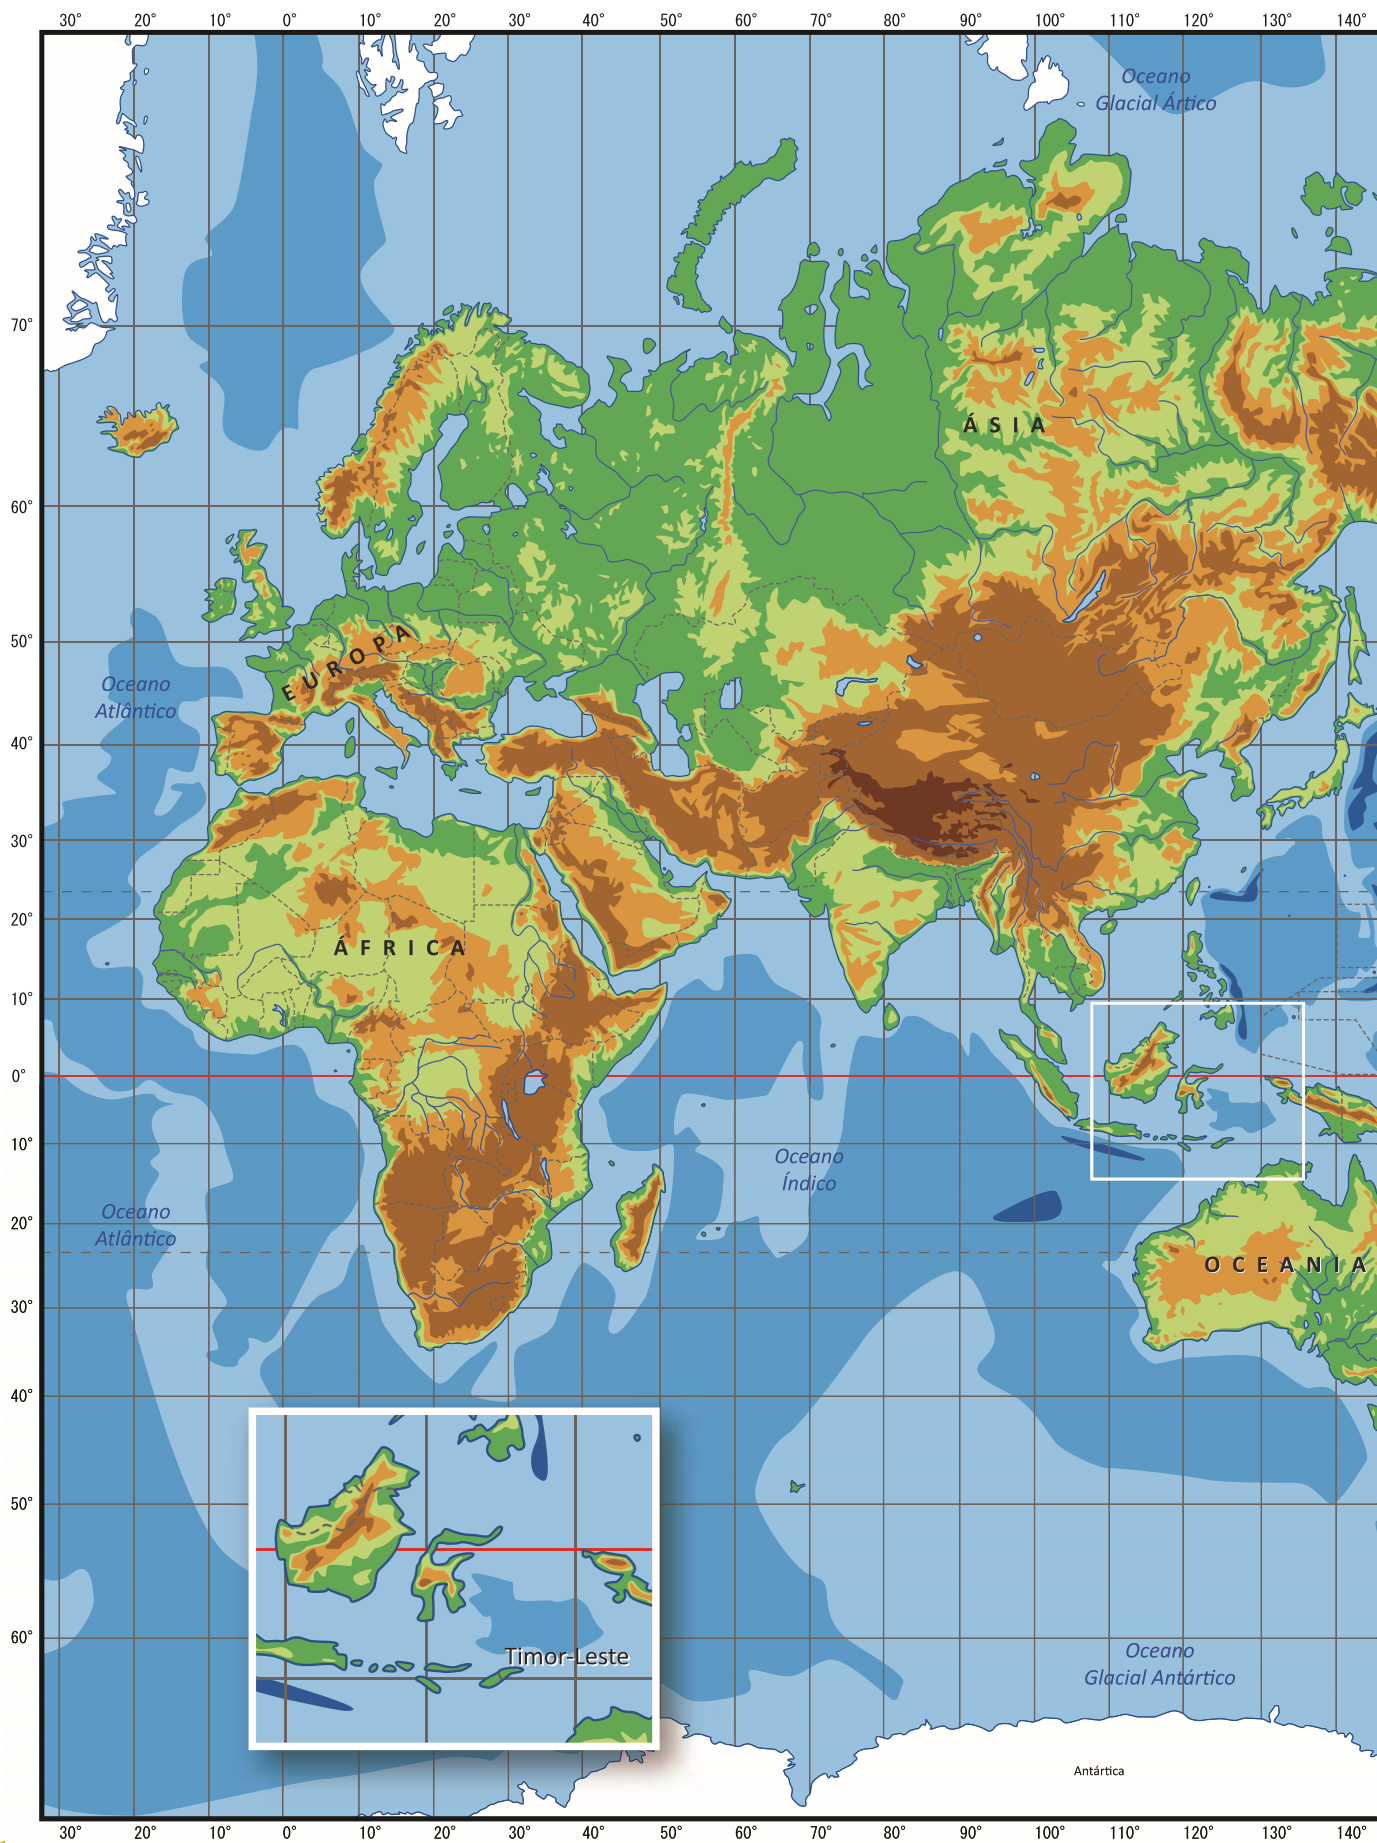 30° 20° 10° 0° 10° 20° 30° 40° 50° 60° 70° 80° 90° 100° 110° 120° 130° 140°
Oceano
Glacial Ártico
70°
ÁSIA
60°
EUROPA
50°
Oceano
Atlântico
40°
30°
20°
ÁFRICA
10°
0°
10°
Oceano
Índico
Oceano
Atlântico
20°
OCEANIA
30°
40°
50°
60°
Timor-Leste
Oceano
Glacial Antártico
Antártica
30° 20° 10° 0° 10° 20° 30° 40° 50° 60° 70° 80° 90° 100° 110° 120° 130° 140°